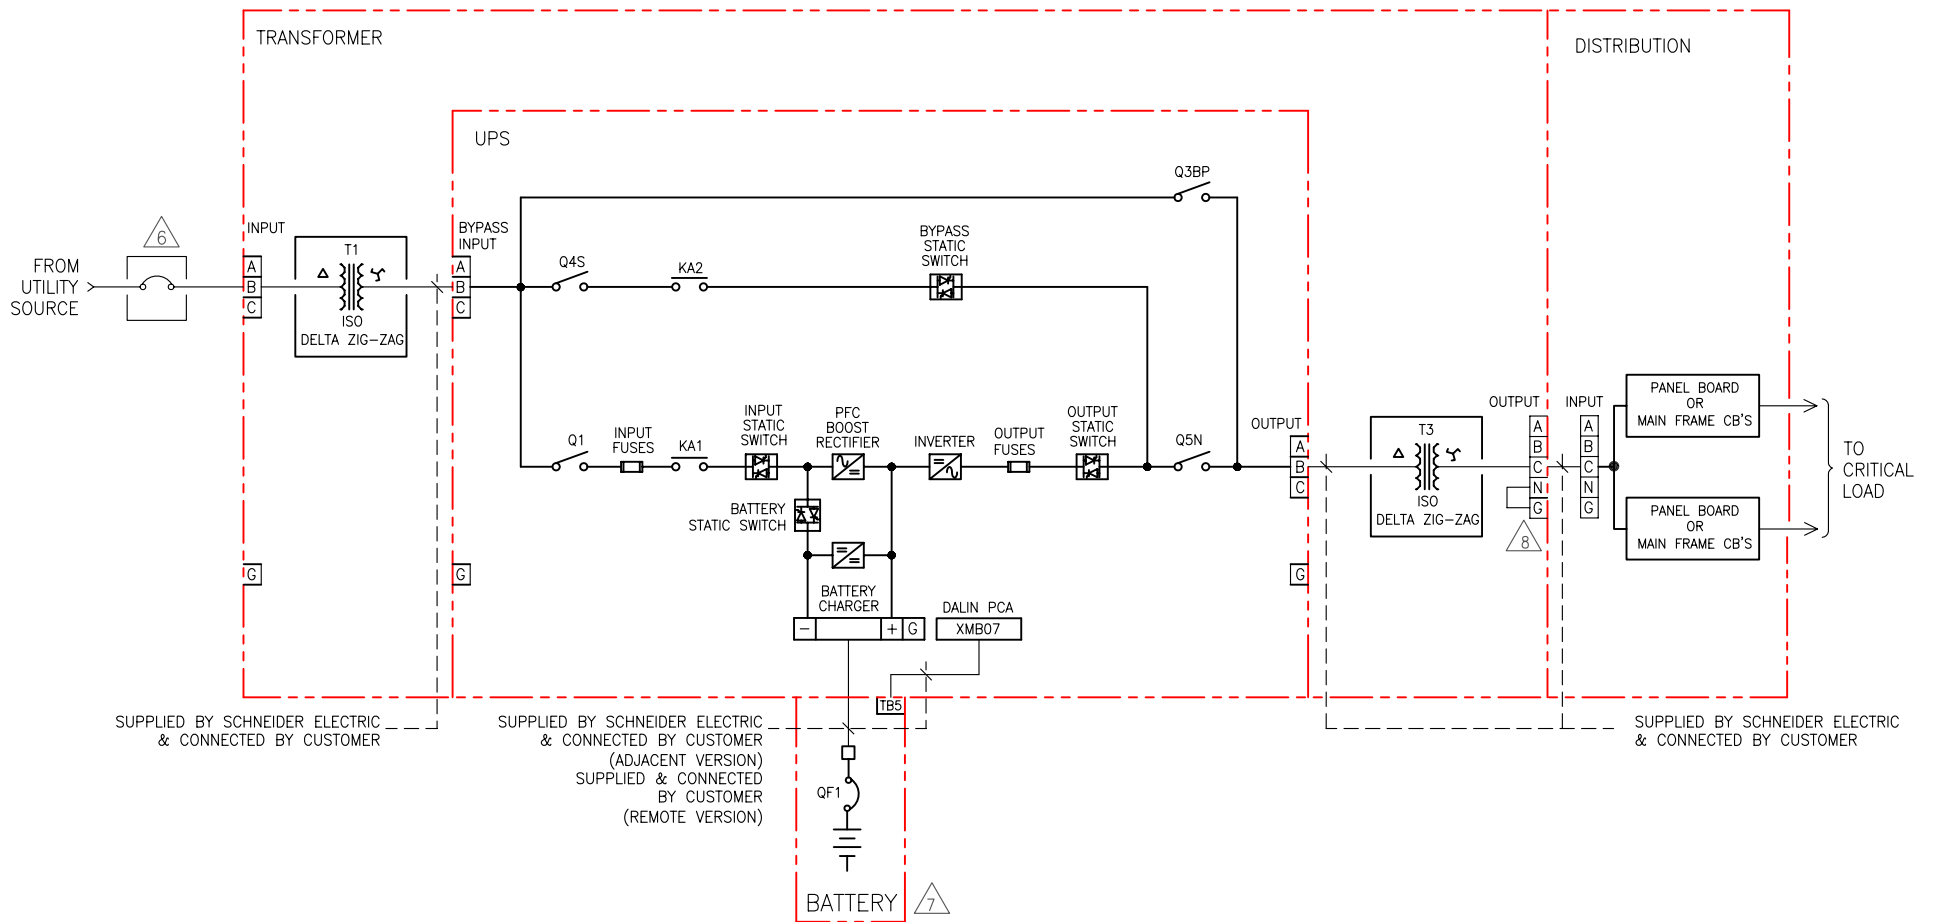 TRANSFORMER
DISTRIBUTION
UPS
Q3BP
6
INPUT
BYPASS
INPUT
FROM
UTILITY
SOURCE
A
B
C
T1
ISO
DELTA ZIG-ZAG
A
B
C
Q4S
KA2
BYPASS
STATIC
SWITCH
Q1
INPUT
FUSES
KA1
INPUT
STATIC
SWITCH
PFC
BOOST
RECTIFIER
INVERTER
OUTPUT
FUSES
OUTPUT
STATIC
SWITCH
Q5N
OUTPUT
A
B
C
T3
ISO
DELTA ZIG-ZAG
OUTPUT
A
B
C
N
G
8
INPUT
A
B
C
N
G
PANEL BOARD
OR
MAIN FRAME CB'S
PANEL BOARD
OR
MAIN FRAME CB'S
TO
CRITICAL
LOAD
BATTERY
STATIC SWITCH
G
G
G
BATTERY
CHARGER
- + G
DALIN PCA
XMB07
TB5
SUPPLIED BY SCHNEIDER ELECTRIC
& CONNECTED BY CUSTOMER
SUPPLIED BY SCHNEIDER ELECTRIC
& CONNECTED BY CUSTOMER
(ADJACENT VERSION)
SUPPLIED & CONNECTED
BY CUSTOMER
(REMOTE VERSION)
SUPPLIED BY SCHNEIDER ELECTRIC
& CONNECTED BY CUSTOMER
QF1
BATTERY
7